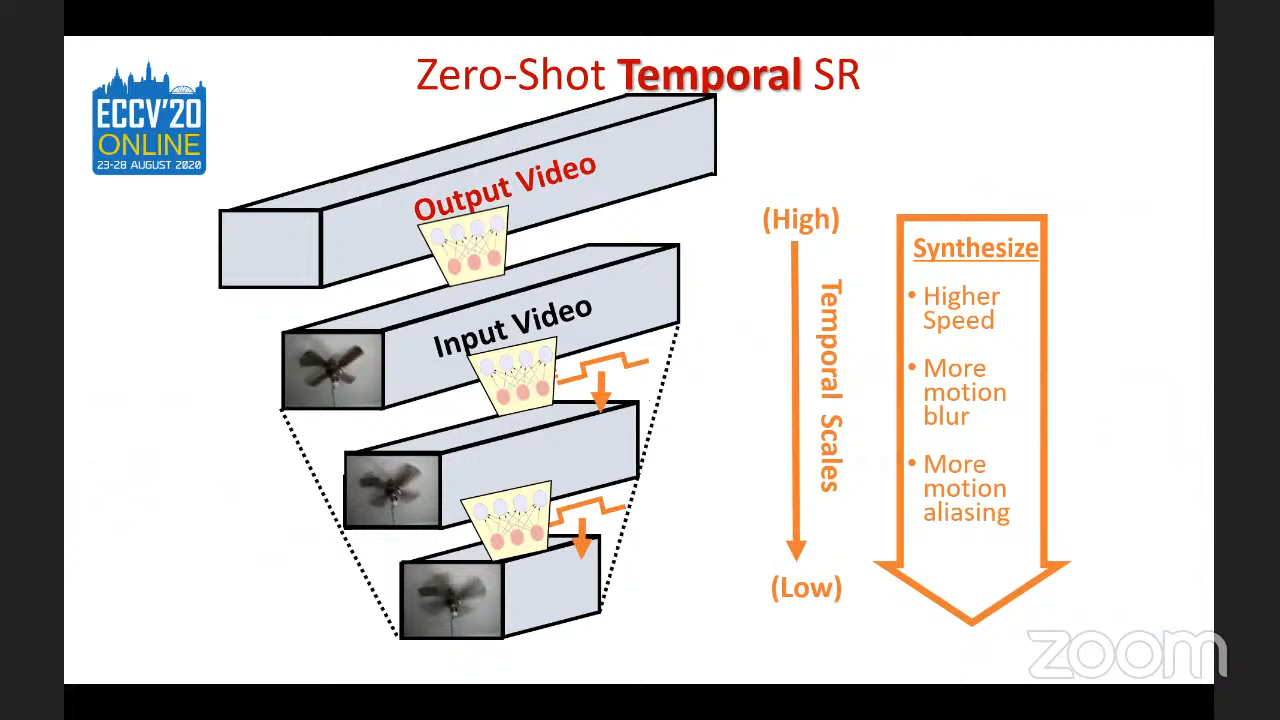 Zero-Shot Temporal SR
ECCV'20
ONLINE
23-28 AUGUST 2020
Output Video
Input Video
(High)
Temporal Scales
(Low)
Synthesize
• Higher
Speed
• More
motion
blur
• More
motion
aliasing
zoom